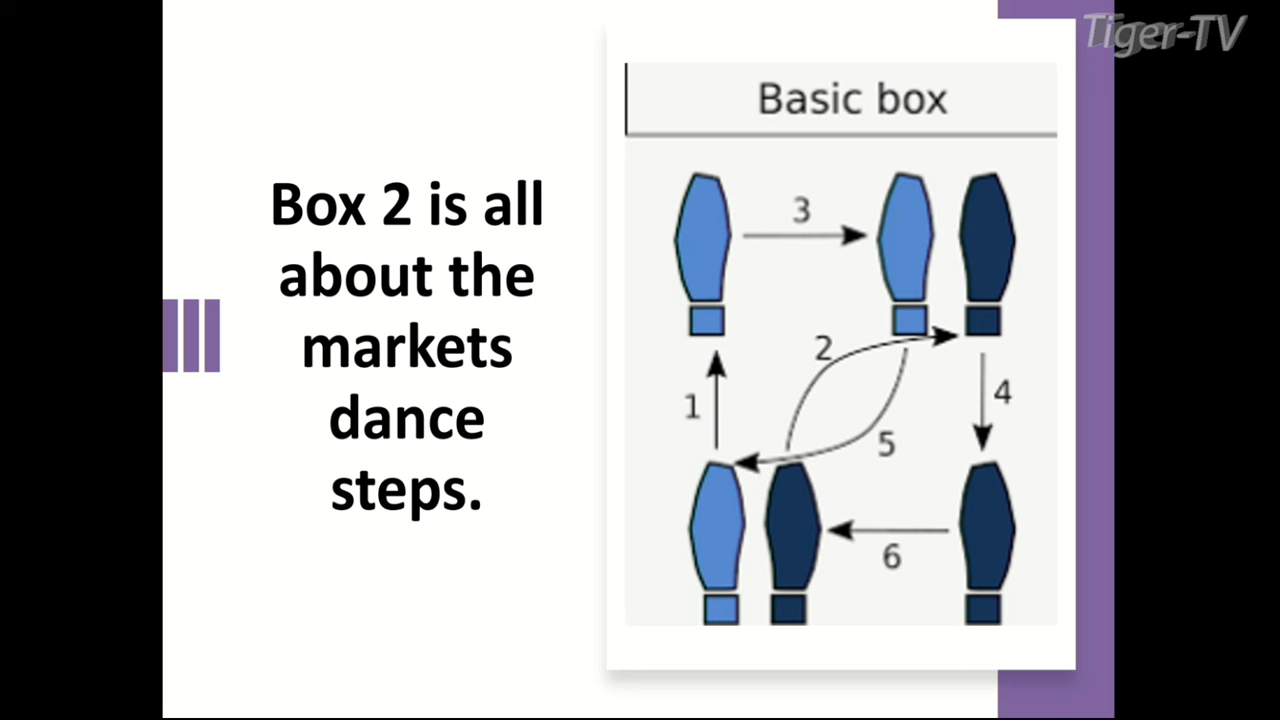 Tiger-TV
Basic box
Box 2 is all
about the
markets
dance
steps.
3
2
1
4
5
6